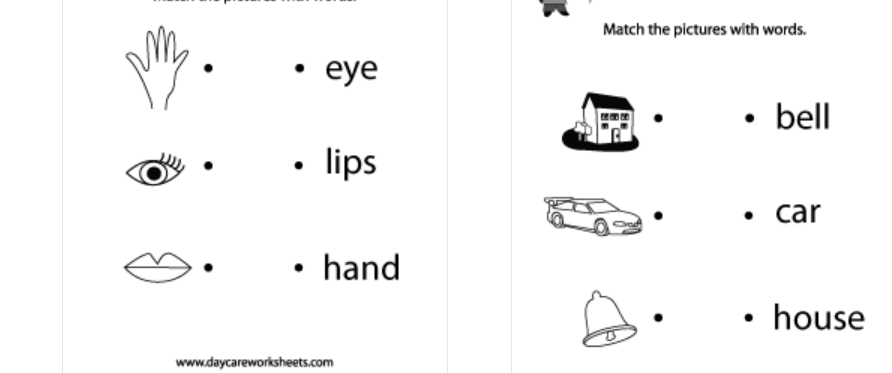 Match the pictures with words.
eye
lips
hand
www.daycareworksheets.com
Match the pictures with words.
bell
car
house